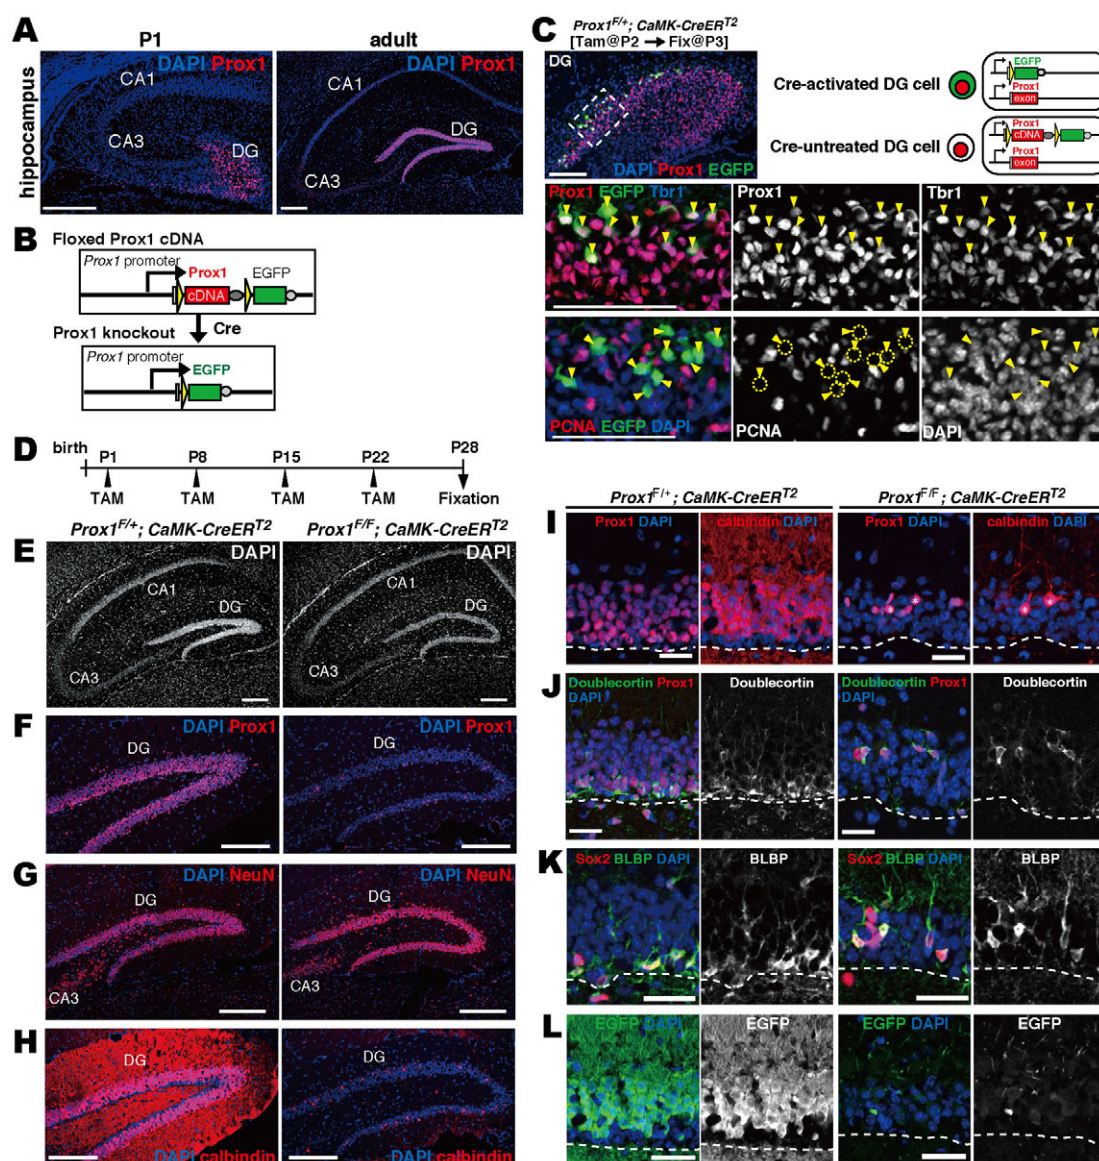 A
P1
adult
hippocampus
DAPI Prox1
CA1
CA3
DG
DAPI Prox1
CA1
DG
CA3
B
Floxed Prox1 cDNA
Prox1 promoter
Prox1
EGFP
cDNA
Cre
Prox1 knockout
Prox1 promoter
EGFP
C
Prox1F/+; CaMK-CreERT2
[Tam@P2 → Fix@P3]
DG
DAPI Prox1 EGFP
Cre-activated DG cell
EGFP
Prox1
exon
Cre-untreated DG cell
Prox1
cDNA
Prox1
exon
Prox1 EGFP Tbr1
Prox1
Tbr1
PCNA EGFP DAPI
PCNA
DAPI
D
birth
P1
P8
P15
P22
P28
TAM
TAM
TAM
TAM
Fixation
Prox1F/+; CaMK-CreERT2
Prox1F/F; CaMK-CreERT2
E
DAPI
CA1
DG
CA3
DAPI
CA1
DG
CA3
F
DAPI Prox1
DG
DAPI Prox1
DG
G
DAPI NeuN
DG
CA3
DAPI NeuN
DG
H
DG
DAPI calbindin
DG
DAPI calbindin
Prox1F/+; CaMK-CreERT2
Prox1F/F; CaMK-CreERT2
I
Prox1 DAPI
calbindin DAPI
Prox1 DAPI
* *
calbindin DAPI
* *
J
Doublecortin Prox1
DAPI
Doublecortin
Doublecortin Prox1
DAPI
Doublecortin
K
Sox2 BLBP DAPI
BLBP
Sox2 BLBP DAPI
BLBP
L
EGFP DAPI
EGFP
EGFP DAPI
EGFP